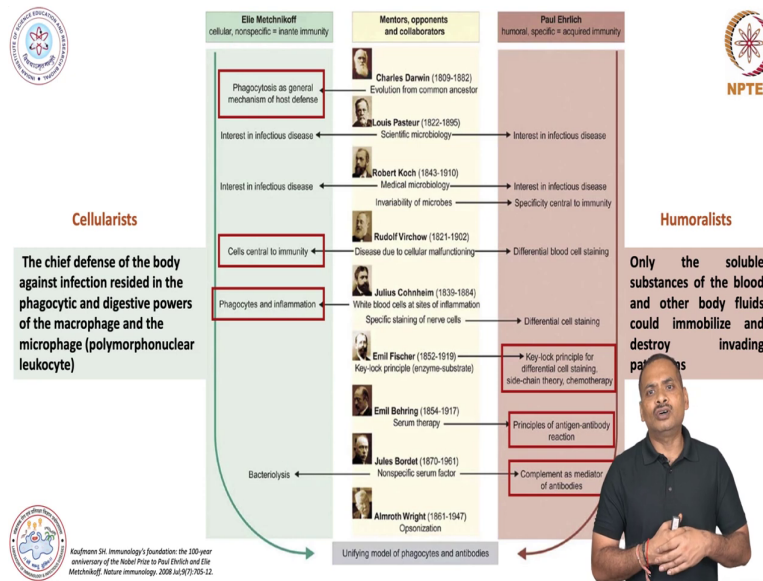 Elie Metchnikoff
cellular, nonspecific = inante immunity
Mentors, opponents
and collaborators
Paul Ehrlich
humoral, specific = acquired immunity
NPTE
Charles Darwin (1809-1882)
Evolution from common ancestor
Phagocytosis as general
mechanism of host defense
Louis Pasteur (1822-1895)
Interest in infectious disease
Scientific microbiology
Interest in infectious disease
Robert Koch (1843-1910)
Interest in infectious disease
Medical microbiology
Interest in infectious disease
Invariability of microbes
Specificity central to immunity
Cellularists
Humoralists
Rudolf Virchow (1821-1902)
Cells central to immunity
Disease due to cellular malfunctioning
Differential blood cell staining
The chief defense of the body
against infection resided in the
phagocytic and digestive powers
of the macrophage and the
microphage (polymorphonuclear
leukocyte)
Only the soluble
substances of the blood
and other body fluids
could immobilize and
destroy invading
Julius Cohnheim (1839-1884)
Phagocytes and inflammation
White blood cells at sites of inflammation
Specific staining of nerve cells
Differential cell staining
Emil Fischer (1852-1919)
Key-lock principle (enzyme-substrate)
Key-lock principle for
differential cell staining,
side-chain theory, chemotherapy
Emil Behring (1854-1917)
Serum therapy
Principles of antigen-antibody
reaction
Jules Bordet (1870-1961)
Bacteriolysis
Nonspecific serum factor
Complement as mediator
of antibodies
Almroth Wright (1861-1947)
Opsonization
Unifying model of phagocytes and antibodies
Kaufmann SH. Immunology's foundation: the 100-year
anniversary of the Nobel Prize to Paul Ehrlich and Elie
Metchnikoff. Nature immunology. 2008 Jul;9(7):705-12.